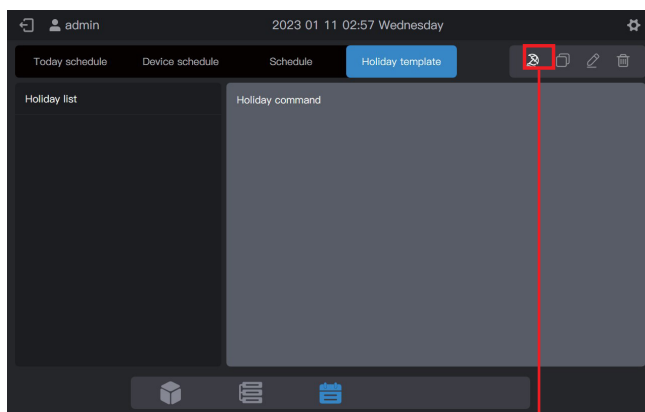 admin 2023 01 11 02:57 Wednesday
Today schedule Device schedule Schedule Holiday template
Holiday list Holiday command